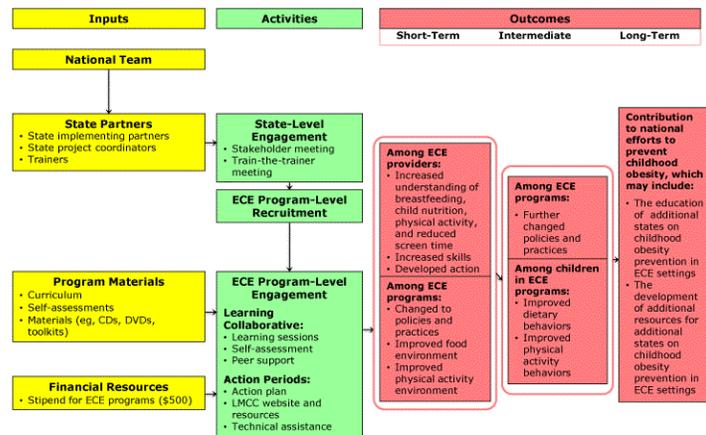 Inputs
Activities
Outcomes
Short-Term Intermediate Long-Term
National Team
State Partners
• State implementing partners
• State project coordinators
• Trainers
State-Level
Engagement
• Stakeholder meeting
• Train-the-trainer
meeting
ECE Program-Level
Recruitment
Program Materials
• Curriculum
• Self-assessments
• Materials (eg, CDs, DVDs,
toolkits)
Financial Resources
• Stipend for ECE programs ($500)
ECE Program-Level
Engagement
Learning
Collaborative:
• Learning sessions
• Self-assessment
• Peer support
Action Periods:
• Action plan
• LMCC website and
resources
• Technical assistance
Among ECE
providers:
• Increased
understanding of
breastfeeding,
child nutrition,
physical activity,
and reduced
screen time
• Increased skills
• Developed action
Among ECE
programs:
• Changed to
policies and
practices
• Improved food
environment
• Improved
physical activity
environment
Among ECE
programs:
• Further
changed
policies and
practices
Among children
in ECE
programs:
• Improved
dietary
behaviors
• Improved
physical
activity
behaviors
Contribution
to national
efforts to
prevent
childhood
obesity, which
may include:
• The education
of additional
states on
childhood
obesity
prevention in
ECE settings
• The
development of
additional
resources for
additional
states on
childhood
obesity
prevention in
ECE settings